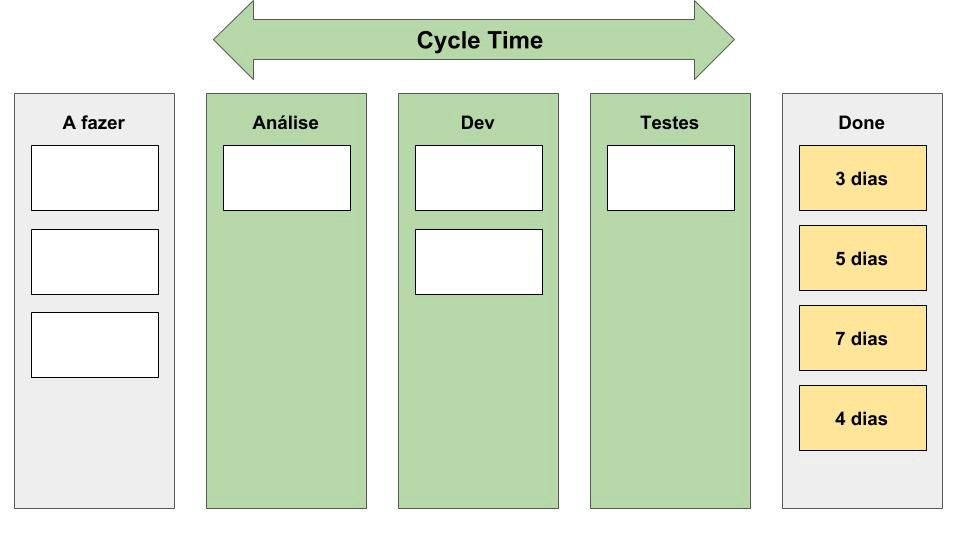 Cycle Time
A fazer
Análise
Dev
Testes
Done
3 dias
5 dias
7 dias
4 dias